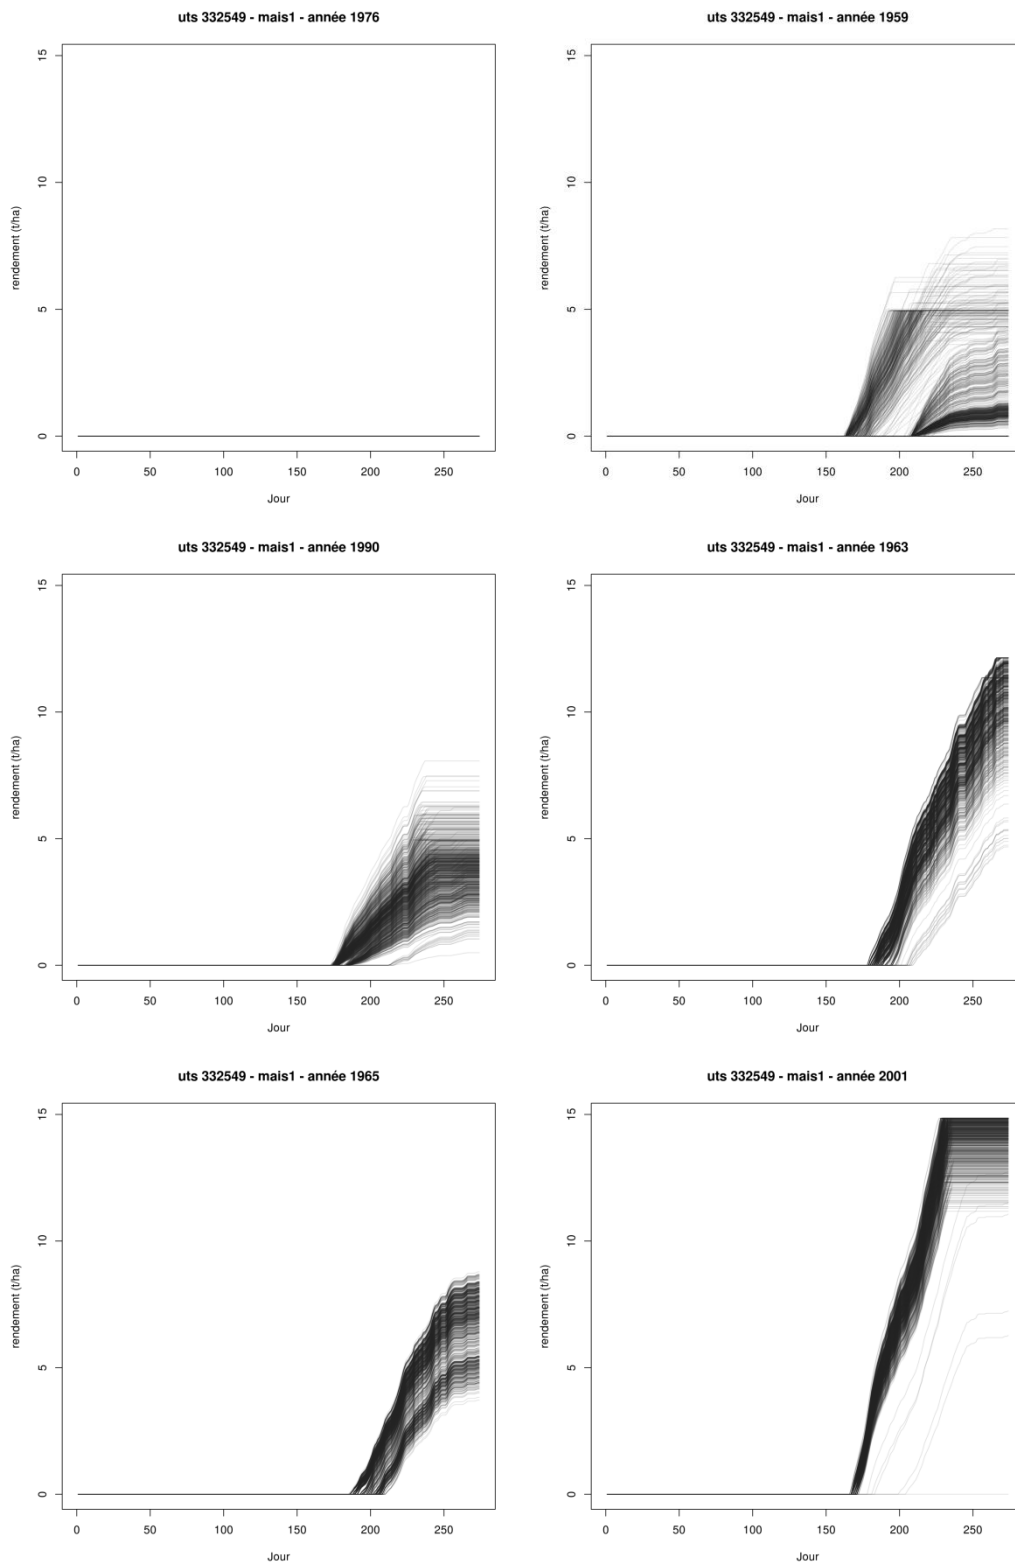 uts 332549 - mais1 - année 1976
rendement (t/ha)
15
10
5
0
0 50 100 150 200 250
Jour
uts 332549 - mais1 - année 1959
rendement (t/ha)
15
10
5
0
0 50 100 150 200 250
Jour
uts 332549 - mais1 - année 1990
rendement (t/ha)
15
10
5
0
0 50 100 150 200 250
Jour
uts 332549 - mais1 - année 1963
rendement (t/ha)
15
10
5
0
0 50 100 150 200 250
Jour
uts 332549 - mais1 - année 1965
rendement (t/ha)
15
10
5
0
0 50 100 150 200 250
Jour
uts 332549 - mais1 - année 2001
rendement (t/ha)
15
10
5
0
0 50 100 150 200 250
Jour